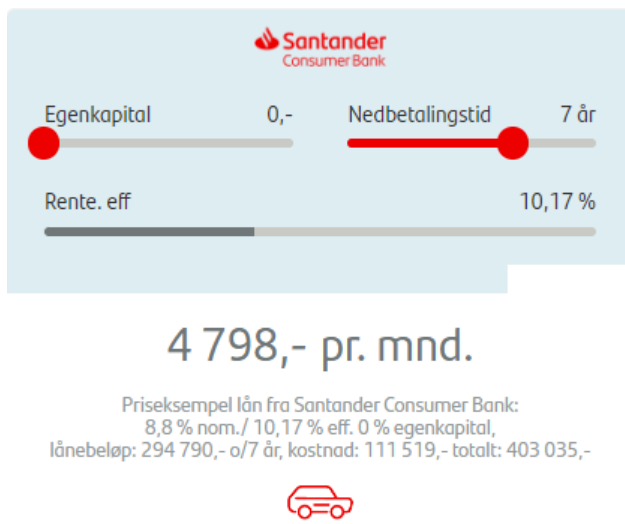 Santander
Consumer Bank
Egenkapital 0,- Nedbetalingstid 7 år
Rente. eff 10,17 %
4 798,- pr. mnd.
Priseksempel lån fra Santander Consumer Bank:
8,8 % nom./ 10,17 % eff. 0 % egenkapital,
lånebeløp: 294 790,- o/7 år, kostnad: 111 519,- totalt: 403 035,-